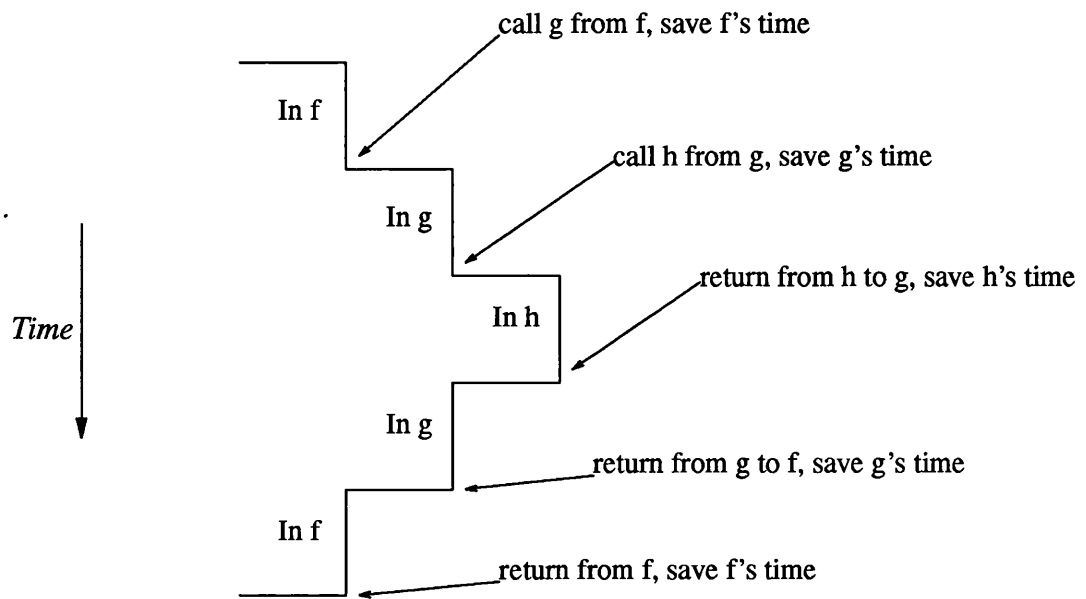 call g from f, save f's time
In f
call h from g, save g's time
In g
return from h to g, save h's time
In h
Time
In g
return from g to f, save g's time
In f
return from f, save f's time